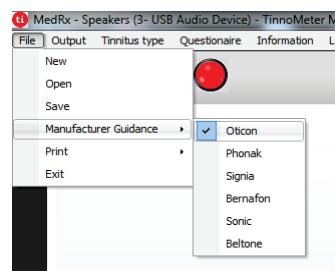 ti MedRx - Speakers (3- USB Audio Device) - TinnoMeter M
File Output Tinnitus type Questionaire Information L
New
Open
Save
Manufacturer Guidance
Print
Exit
Oticon
Phonak
Signia
Bernafon
Sonic
Beltone